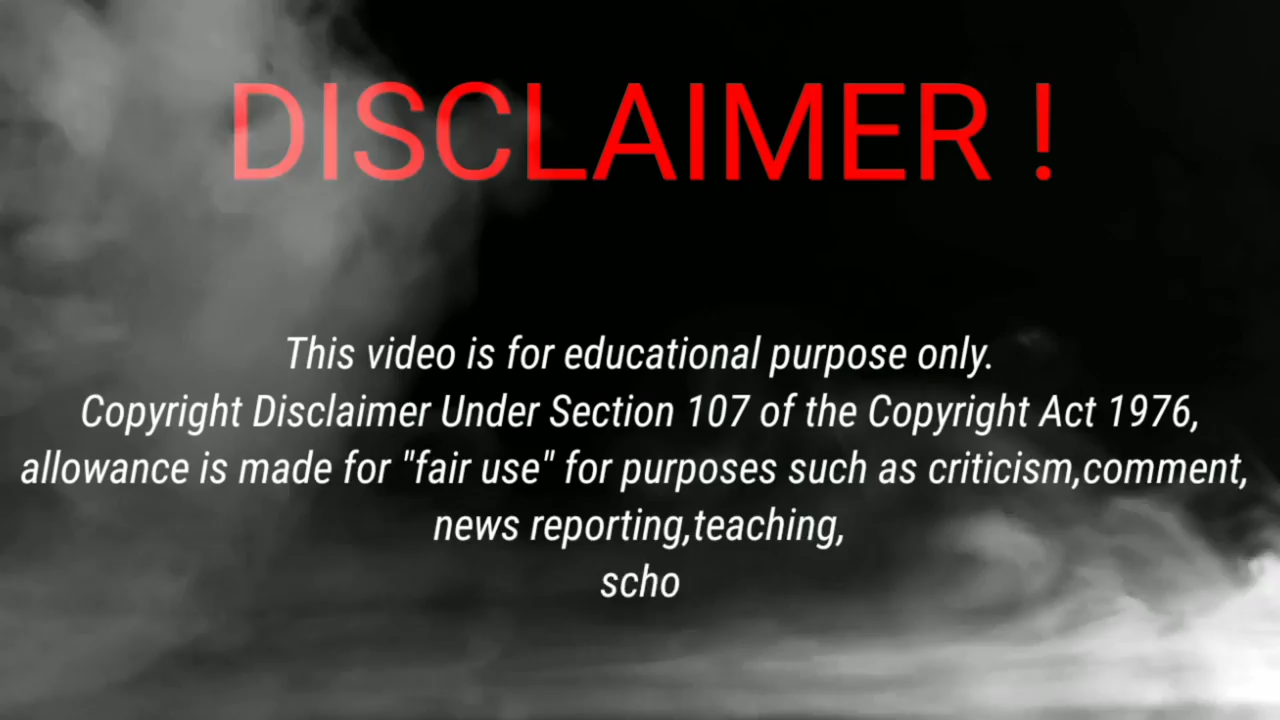 DISCLAIMER !
This video is for educational purpose only.
Copyright Disclaimer Under Section 107 of the Copyright Act 1976,
allowance is made for "fair use" for purposes such as criticism,comment,
news reporting,teaching,
scho